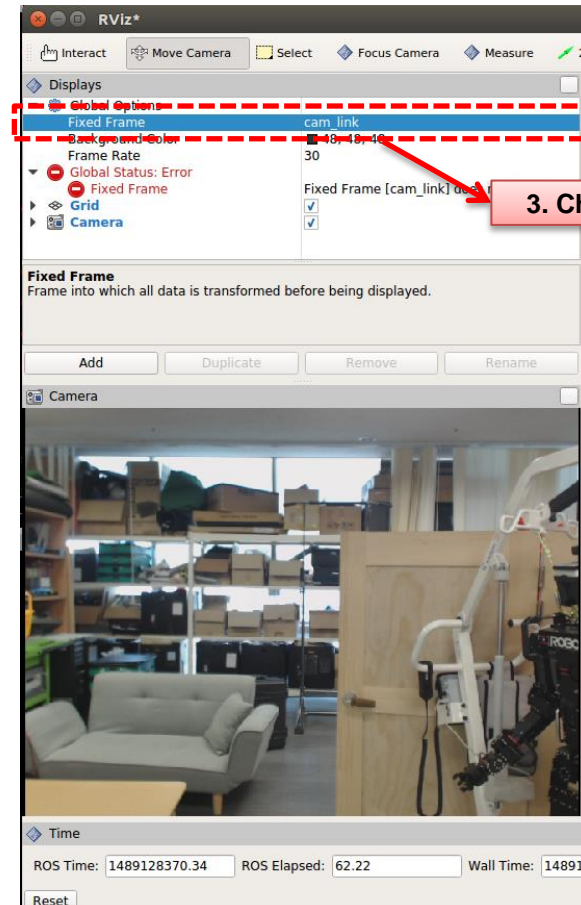 RViz*
Interact Move Camera Select Focus Camera Measure
Displays
Global Options
Fixed Frame cam_link
Background Color 48; 48; 48
Frame Rate 30
Global Status: Error
Fixed Frame Fixed Frame [cam_link] does
3. Ch
Grid
Camera
Fixed Frame
Frame into which all data is transformed before being displayed.
Add Duplicate Remove Rename
Camera
ROBO
Time
ROS Time: 1489128370.34 ROS Elapsed: 62.22 Wall Time: 14891
Reset